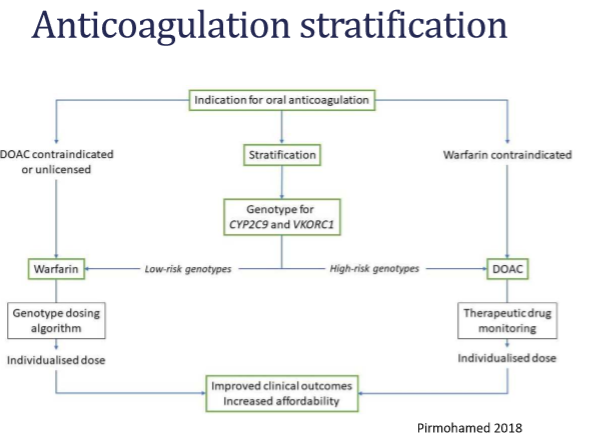 Anticoagulation stratification
Indication for oral anticoagulation
DOAC contraindicated
or unlicensed
Stratification
Warfarin contraindicated
Genotype for
CYP2C9 and VKORC1
Warfarin
Low-risk genotypes
High-risk genotypes
DOAC
Genotype dosing
algorithm
Therapeutic drug
monitoring
Individualised dose
Individualised dose
Improved clinical outcomes
Increased affordability
Pirmohamed 2018